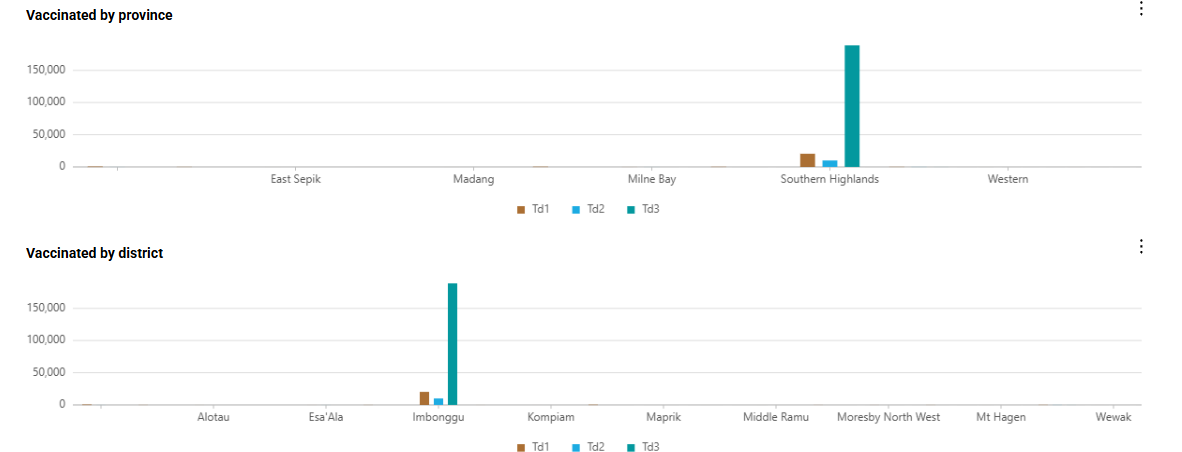 Vaccinated by province
150,000
100,000
50,000
0
East Sepik Madang Milne Bay Southern Highlands Western
Td1 Td2 Td3
Vaccinated by district
150,000
100,000
50,000
0
Alotau Esa'Ala Imbonggu Kompiam Maprik Middle Ramu Moresby North West Mt Hagen Wewak
Td1 Td2 Td3